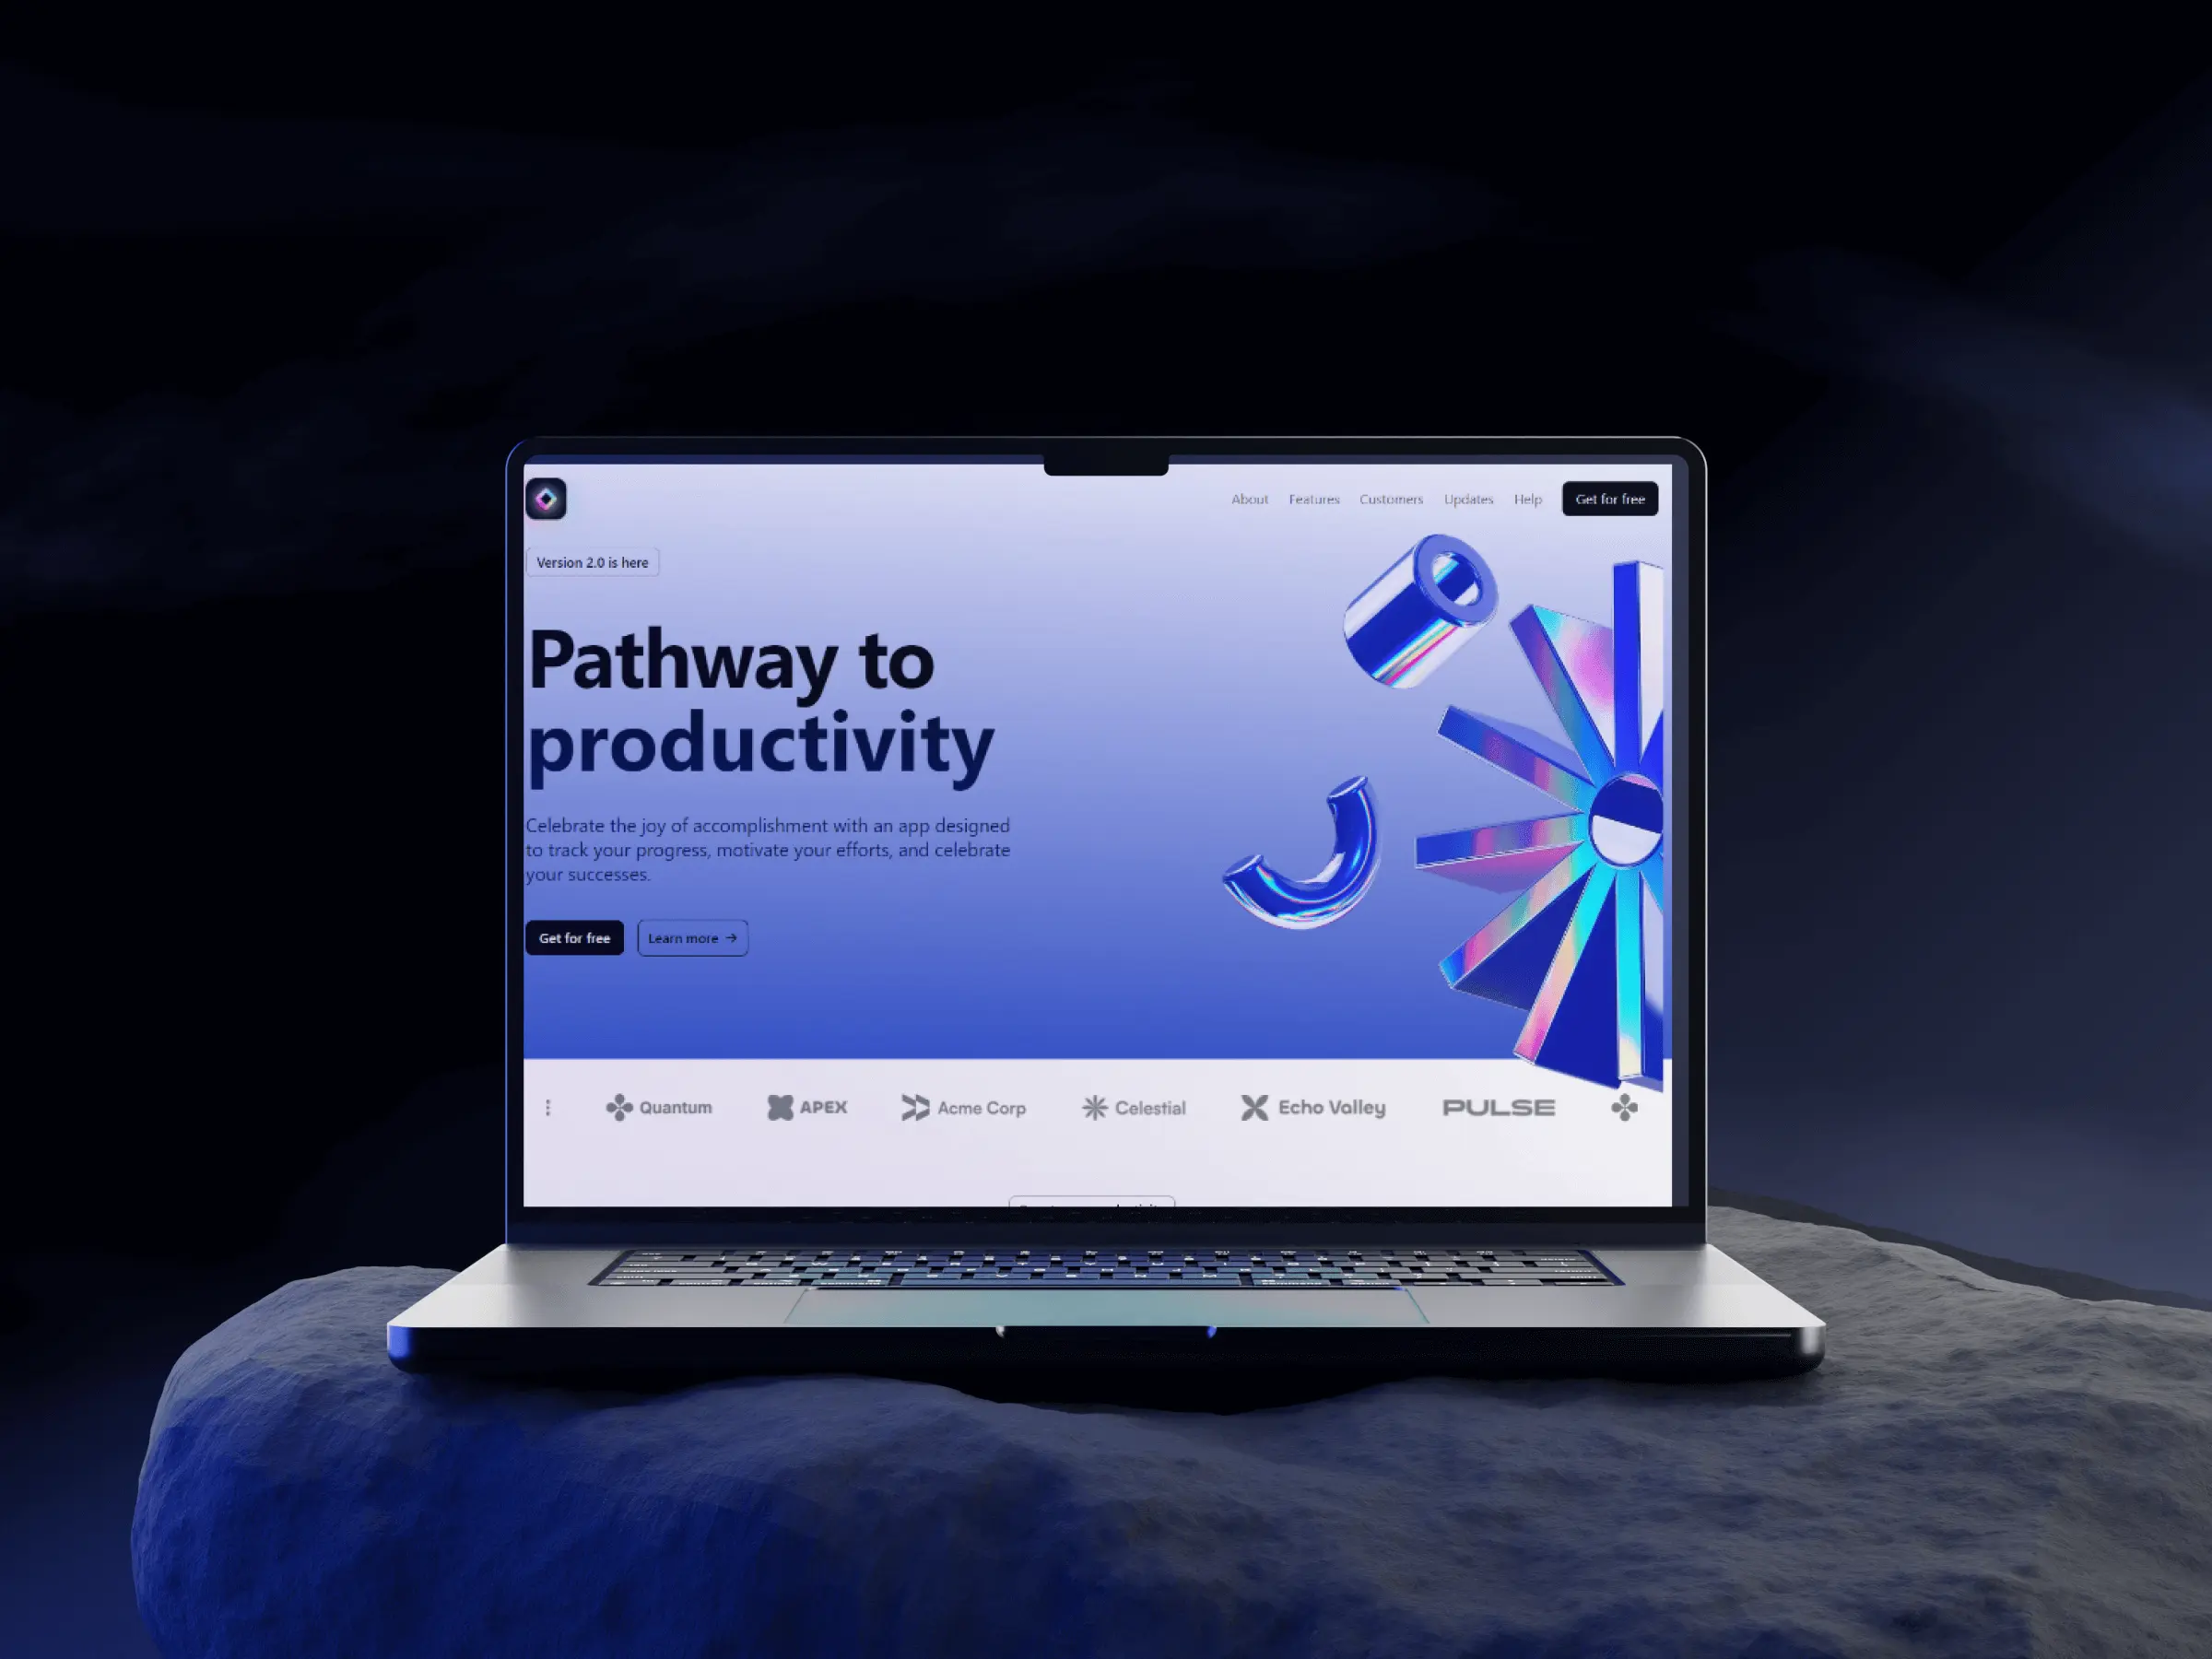 About Features Customers Updates Help Get for free
Version 2.0 is here
Pathway to
productivity
Celebrate the joy of accomplishment with an app designed
to track your progress, motivate your efforts, and celebrate
your successes.
Get for free Learn more →
Quantum APEX Acme Corp Celestial Echo Valley PULSE